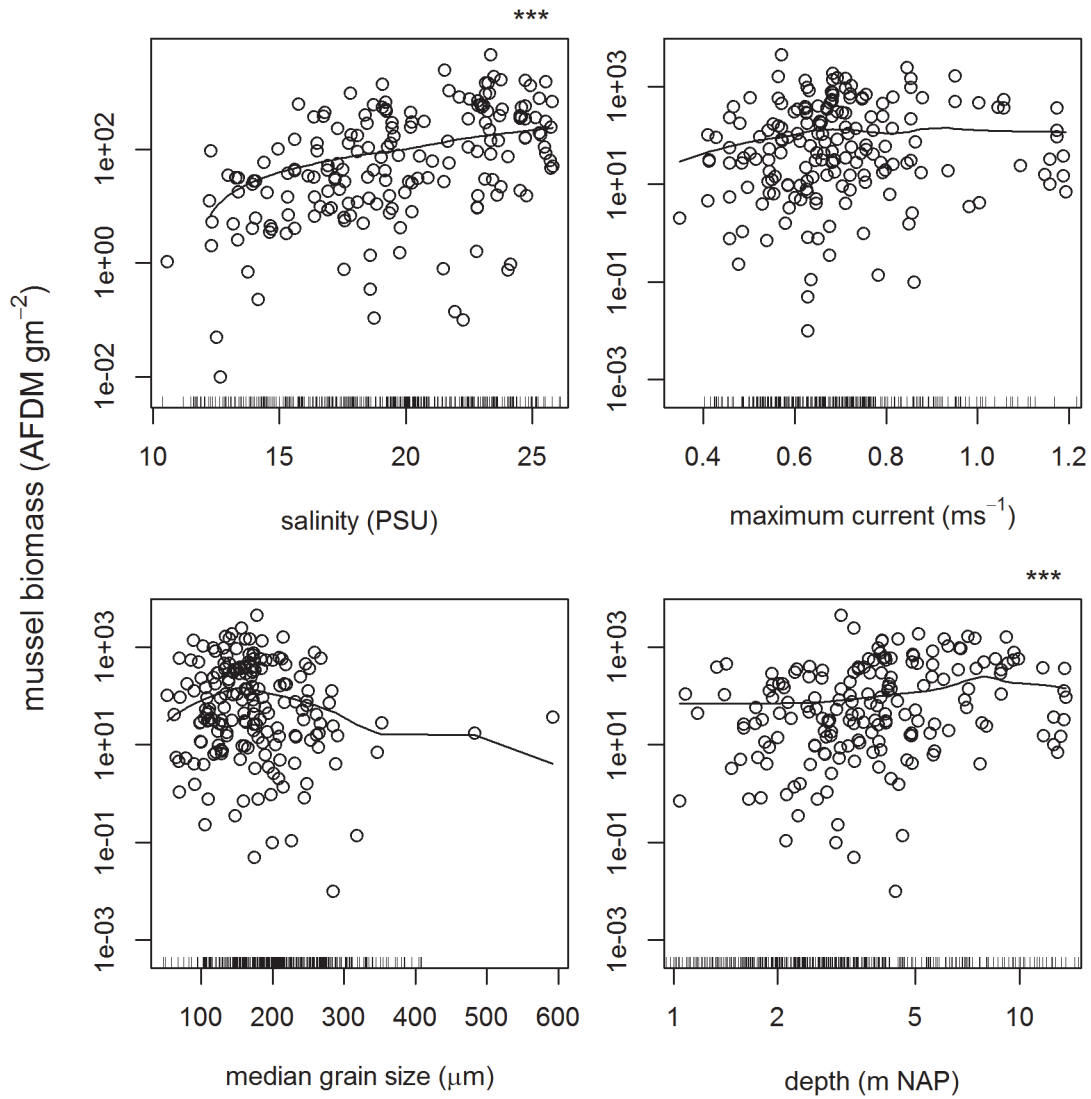 ***
1e+02
1e+00
1e-02
10 15 20 25
salinity (PSU)
1e+03
1e+01
1e-01
1e-03
0.4 0.6 0.8 1.0 1.2
maximum current (ms⁻¹)
mussel biomass (AFDM gm⁻²)
1e+03
1e+01
1e-01
1e-03
100 200 300 400 500 600
median grain size (μm)
***
1e+03
1e+01
1e-01
1e-03
1 2 5 10
depth (m NAP)